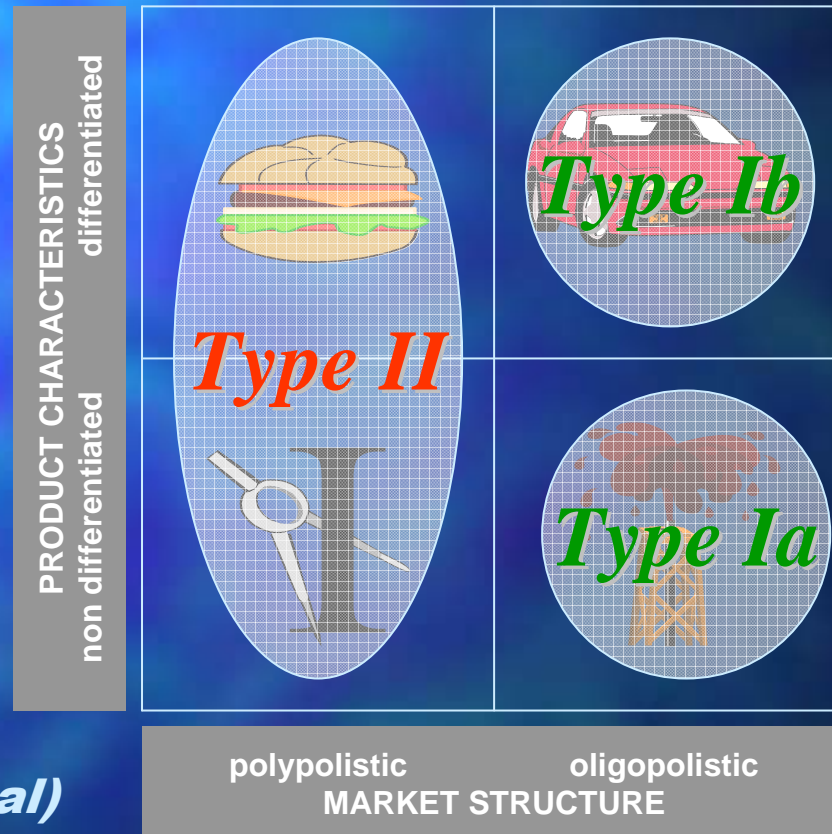 PRODUCT CHARACTERISTICS
differentiated
non differentiated
Type Ib
Type II
Type Ia
polypolistic oligopolistic
MARKET STRUCTURE
al)